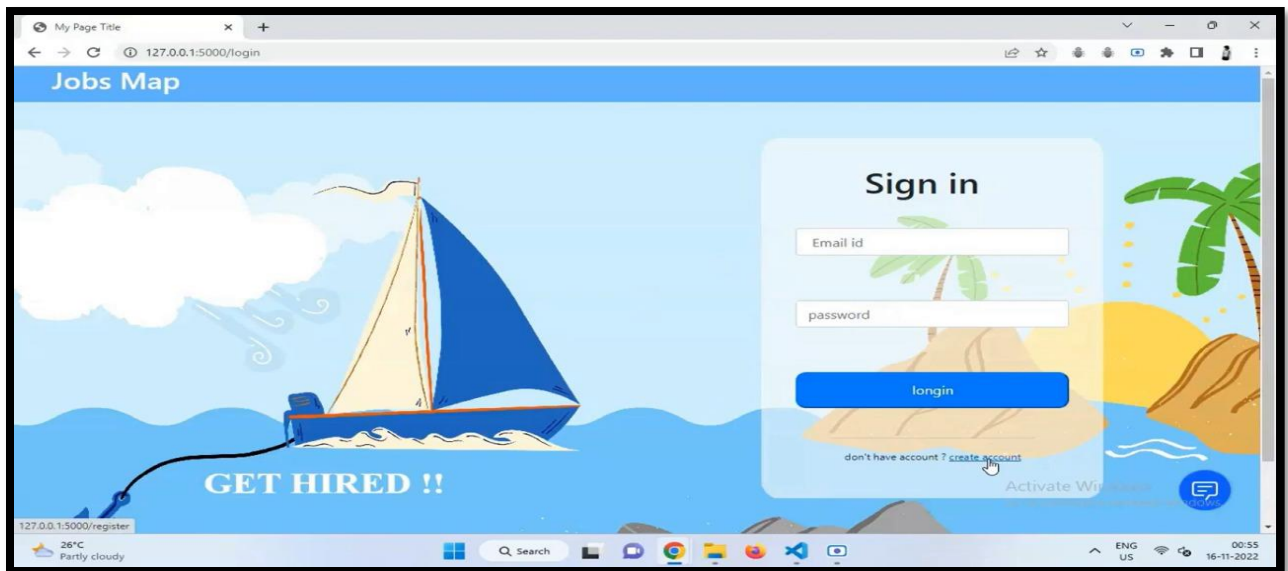 My Page Title
127.0.0.1:5000/login
Jobs Map
Sign in
Email id
password
longin
don't have account ? create account
GET HIRED !!
Activate
127.0.0.1:5000/register
26°C
Partly cloudy
Search
ENG
US
00:55
16-11-2022